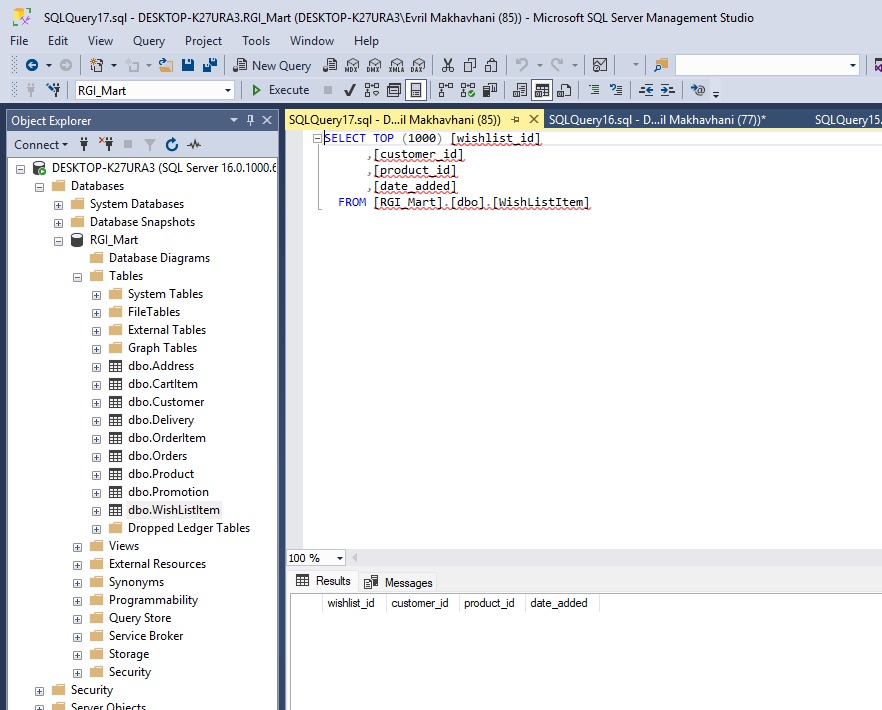 SQLQuery17.sql - DESKTOP-K27URA3.RGI_Mart (DESKTOP-K27URA3\Evril Makhavhani (85)) - Microsoft SQL Server Management Studio
File Edit View Query Project Tools Window Help
New Query MDX DMX XMLA DAX
RGI_Mart Execute
Object Explorer
Connect
DESKTOP-K27URA3 (SQL Server 16.0.1000.6
Databases
System Databases
Database Snapshots
RGI_Mart
Database Diagrams
Tables
System Tables
FileTables
External Tables
Graph Tables
dbo.Address
dbo.CartItem
dbo.Customer
dbo.Delivery
dbo.OrderItem
dbo.Orders
dbo.Product
dbo.Promotion
dbo.WishListItem
Dropped Ledger Tables
Views
External Resources
Synonyms
Programmability
Query Store
Service Broker
Storage
Security
Security
Server Objects
SQLQuery17.sql - D...il Makhavhani (85)) SQLQuery16.sql - D...il Makhavhani (77))* SQLQuery15.
SELECT TOP (1000) [wishlist_id]
,[customer_id]
,[product_id]
,[date_added]
FROM [RGI_Mart].[dbo].[WishListItem]
100 %
Results Messages
wishlist_id customer_id product_id date_added